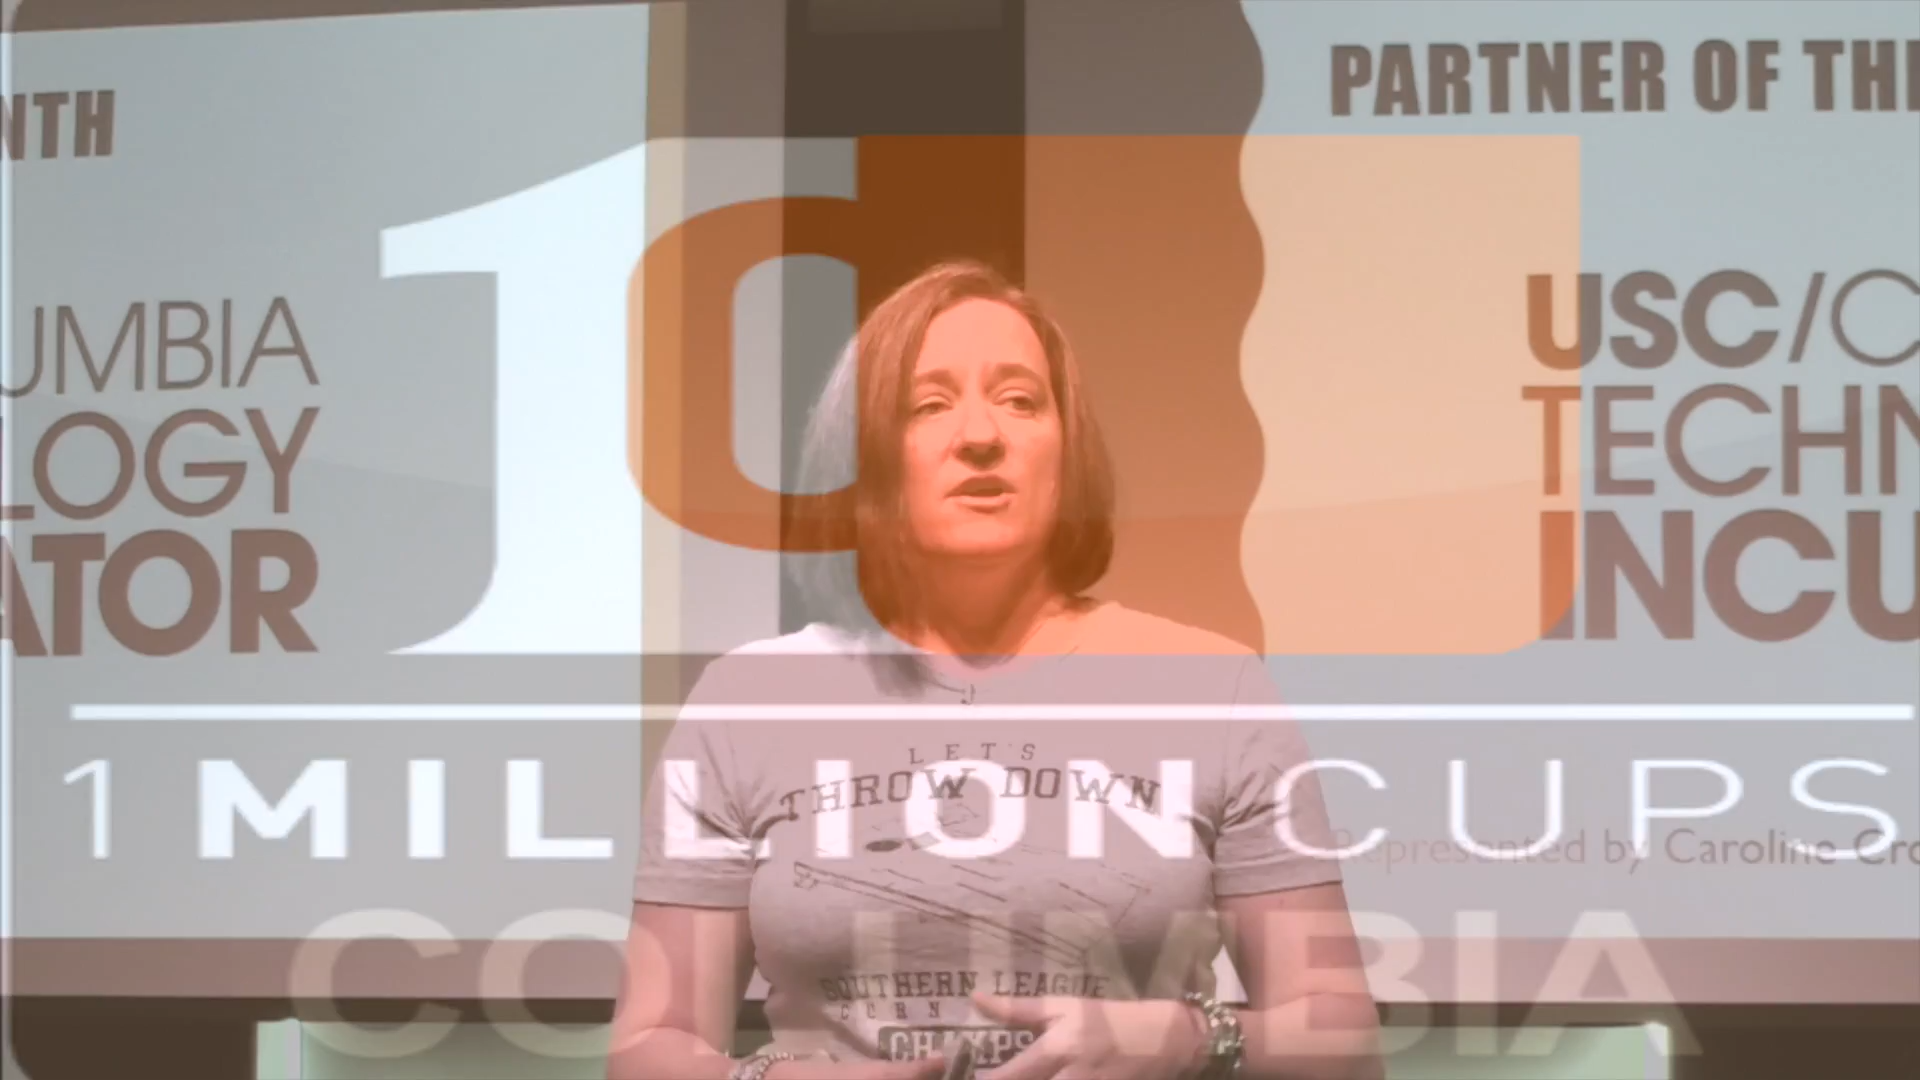 NTH
PARTNER OF TH
UMBIA
LOGY
ATOR
USC/C
TECHN
INCU
1 MILLION CUPS
COLUMBIA
Represented by Caroline Cro
LET'S
THROW DOWN
SOUTHERN LEAGUE
CORN
CHAMPS